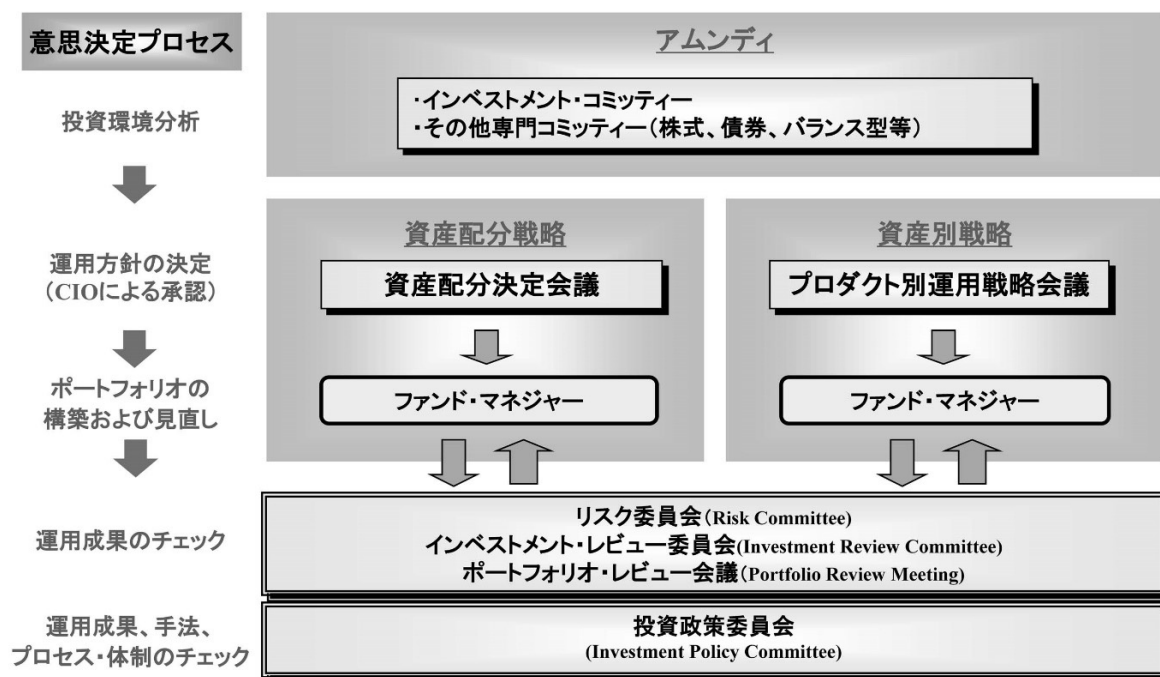 意思決定プロセス
アムンディ
投資環境分析
・インベストメント・コミッティー
・その他専門コミッティー（株式、債券、バランス型等）
運用方針の決定
（CIOによる承認）
資産配分戦略
資産配分決定会議
資産別戦略
プロダクト別運用戦略会議
ポートフォリオの
構築および見直し
ファンド・マネジャー
ファンド・マネジャー
運用成果のチェック
リスク委員会(Risk Committee)
インベストメント・レビュー委員会(Investment Review Committee)
ポートフォリオ・レビュー会議(Portfolio Review Meeting)
運用成果、手法、
プロセス・体制のチェック
投資政策委員会
(Investment Policy Committee)